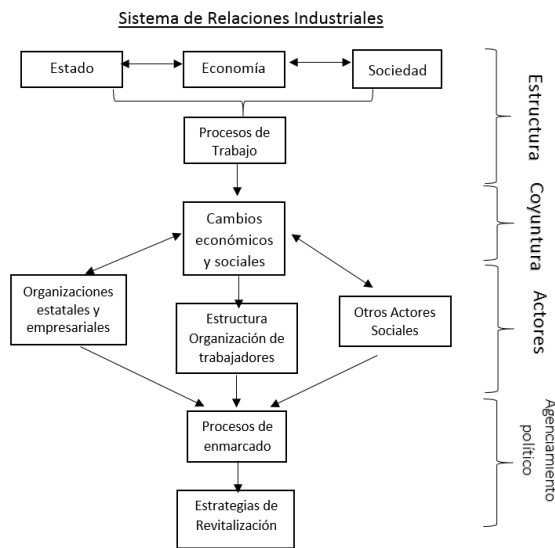 Sistema de Relaciones Industriales
Estado
Economía
Sociedad
Procesos de
Trabajo
Estructura
Cambios
económicos
y sociales
Coyuntura
Organizaciones
estatales y
empresariales
Estructura
Organización de
trabajadores
Otros Actores
Sociales
Actores
Procesos de
enmarcado
Estrategias de
Revitalización
Agenciamiento
político